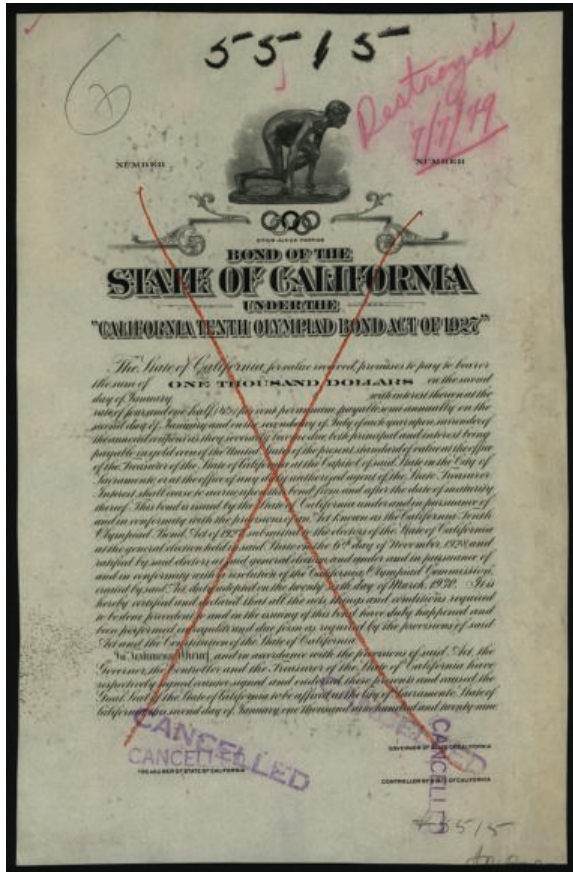 5515
6
Destroyed
7/7/49
NUMBER NUMBER
CITIUS ALTIUS FORTIUS
BOND OF THE
STATE OF CALIFORNIA
UNDER THE
"CALIFORNIA TENTH OLYMPIAD BOND ACT OF 1927"
The State of California, for value received, promises to pay to bearer
the sum of ONE THOUSAND DOLLARS on the second
day of January with interest thereon at the
rate of four and one half (4½) per cent per annum, payable semi annually on the
second day of January and on the second day of July of each year upon surrender of
the annexed coupons as they severally become due, both principal and interest being
payable in gold coin of the United States of the present standard of value at the office
of the Treasurer of the State of California at the Capitol of said State in the City of
Sacramento or at the office of any duly authorized agent of the State Treasurer.
Interest shall cease to accrue upon this bond from and after the date of maturity
thereof. This bond is issued by the State of California under and in pursuance of
and in conformity with the provisions of an Act known as the California Tenth
Olympiad Bond Act of 1927 submitted to the electors of the State of California
at the general election held in said State on the 6th day of November, 1928, and
ratified by said electors at said general election and under and in pursuance of
and in conformity with a resolution of the California Olympiad Commission,
created by said Act, duly adopted on the twenty day of March, 1930. It is
hereby certified and declared that all the acts, things and conditions required
to be done precedent to and in the issuing of this bond have duly happened and
been performed in regular and due form as required by the provisions of said
Act and the Constitution of the State of California.
In Testimony Whereof, and in accordance with the provisions of said Act, the
Governor, the Controller and the Treasurer of the State of California have
respectively signed, countersigned and endorsed these presents and caused the
Great Seal of the State of California to be affixed at the City of Sacramento, State of
California this second day of January, one thousand nine hundred and twenty-nine
CANCELLED
CANCELLED
CANCELLED
CANCELLED
GOVERNOR OF STATE OF CALIFORNIA
TREASURER OF STATE OF CALIFORNIA
CONTROLLER OF STATE OF CALIFORNIA
#5515